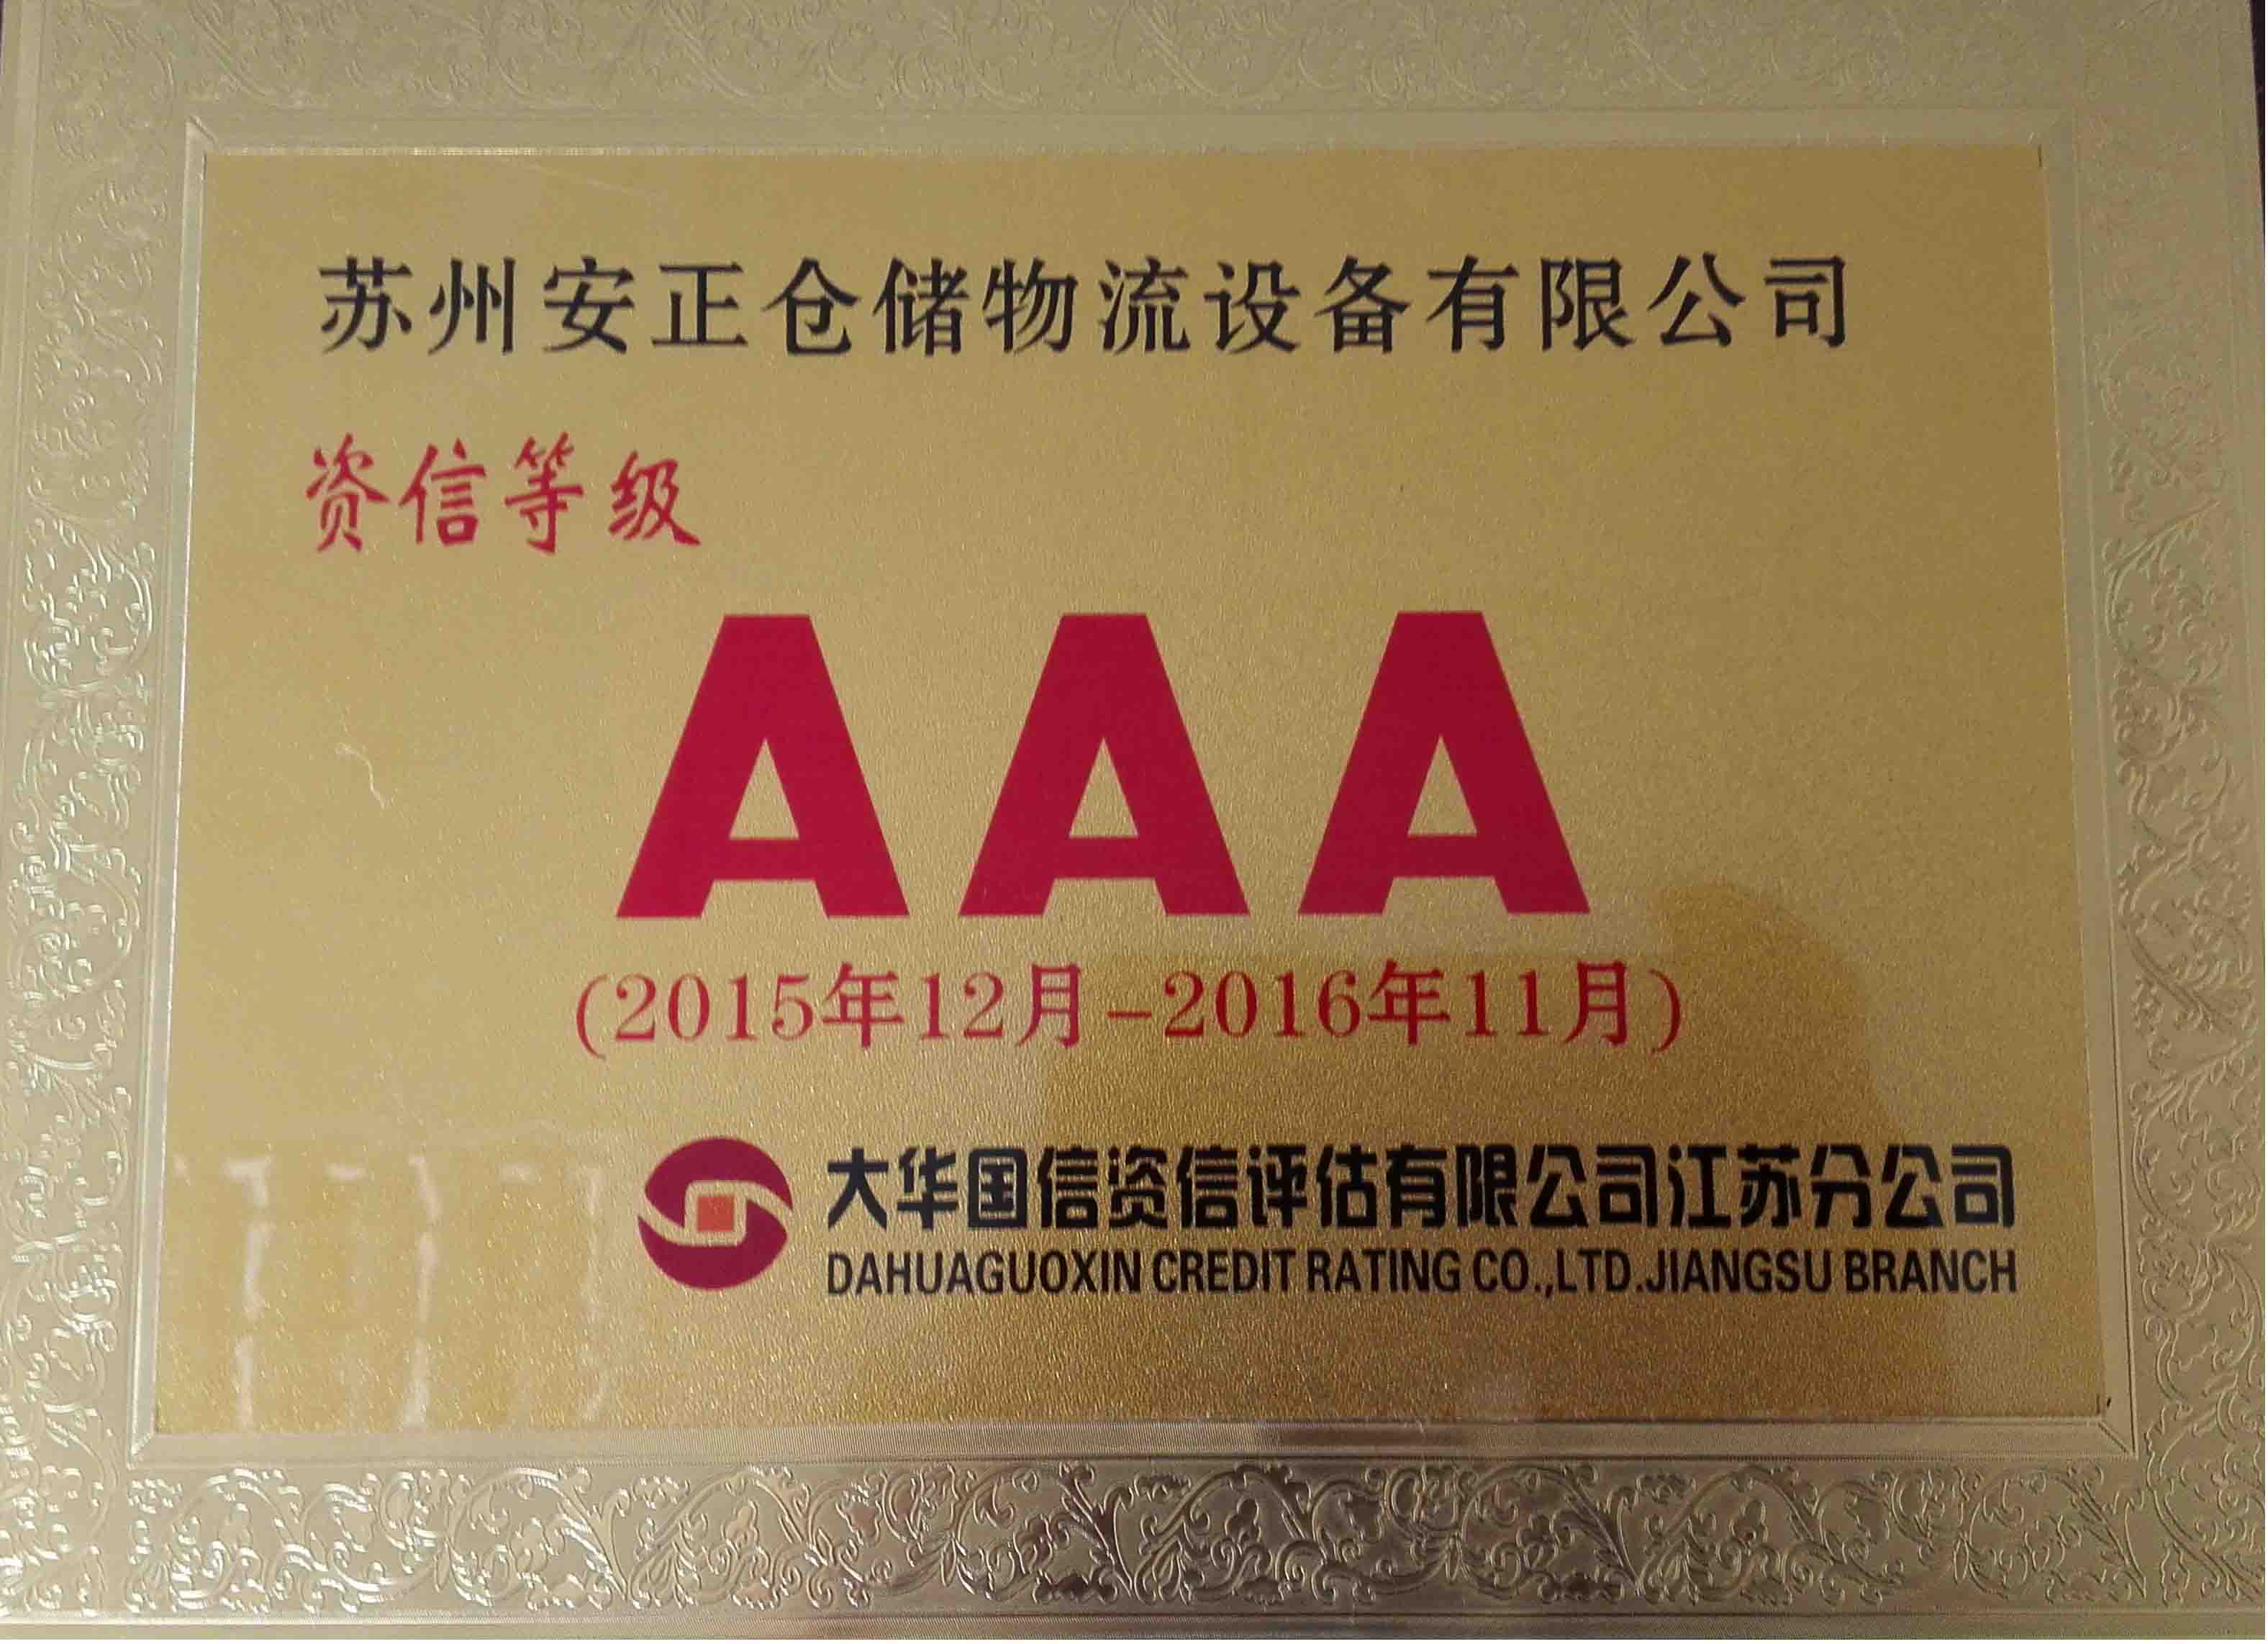 苏州安正仓储物流设备有限公司
资信等级
AAA
(2015年12月-2016年11月)
大华国信资信评估有限公司江苏分公司
DAHUAGUOXIN CREDIT RATING CO.,LTD.JIANGSU BRANCH